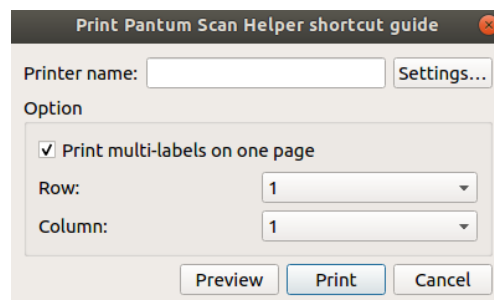 Print Pantum Scan Helper shortcut guide
Printer name: Settings...
Option
Print multi-labels on one page
Row: 1
Column: 1
Preview Print Cancel